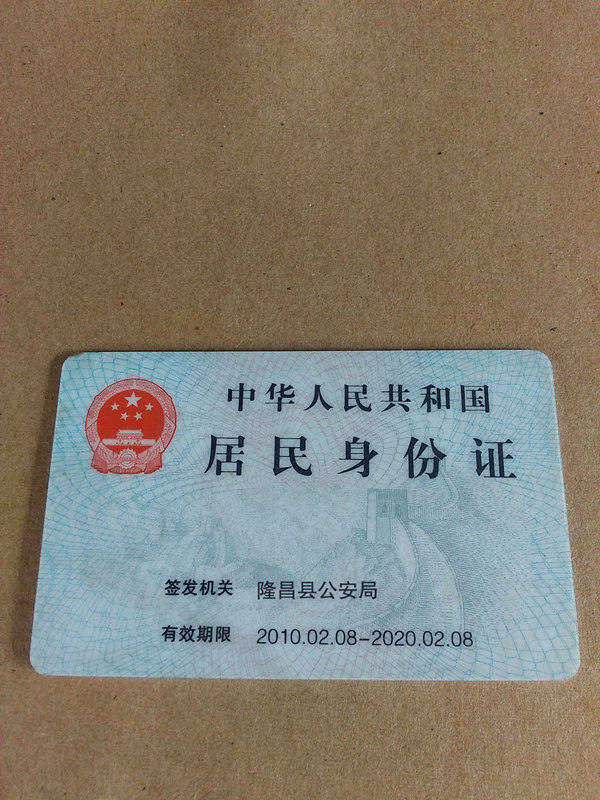 中华人民共和国
居民身份证
签发机关 隆昌县公安局
有效期限 2010.02.08-2020.02.08